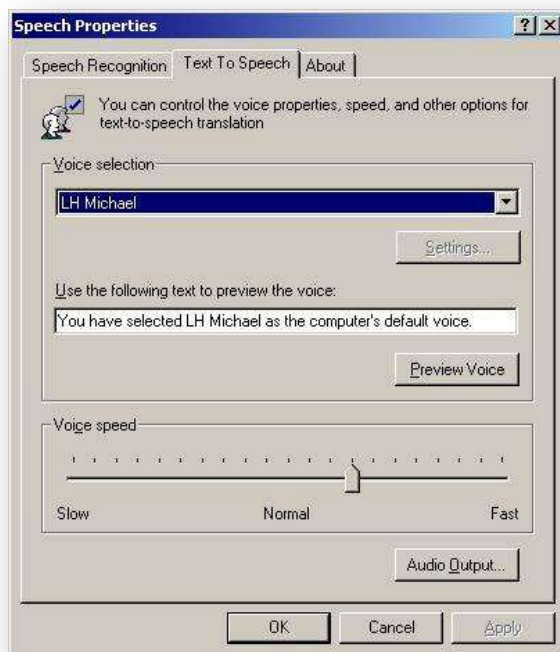 Speech Properties
Speech Recognition Text To Speech About
You can control the voice properties, speed, and other options for
text-to-speech translation
Voice selection
LH Michael
Settings...
Use the following text to preview the voice:
You have selected LH Michael as the computer's default voice.
Preview Voice
Voice speed
Slow Normal Fast
Audio Output...
OK Cancel Apply